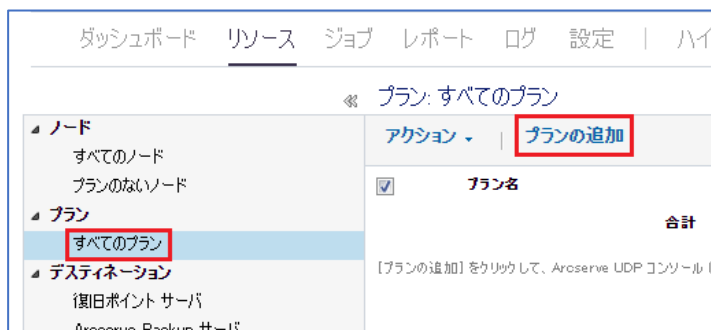 ダッシュボード リソース ジョブ レポート ログ 設定 | ハイ
« プラン: すべてのプラン
ノード
すべてのノード
プランのないノード
プラン
すべてのプラン
デスティネーション
復旧ポイント サーバ
Arcserve Backup サーバ
アクション | プランの追加
プラン名
合計
[プランの追加] をクリックして、Arcserve UDP コンソール